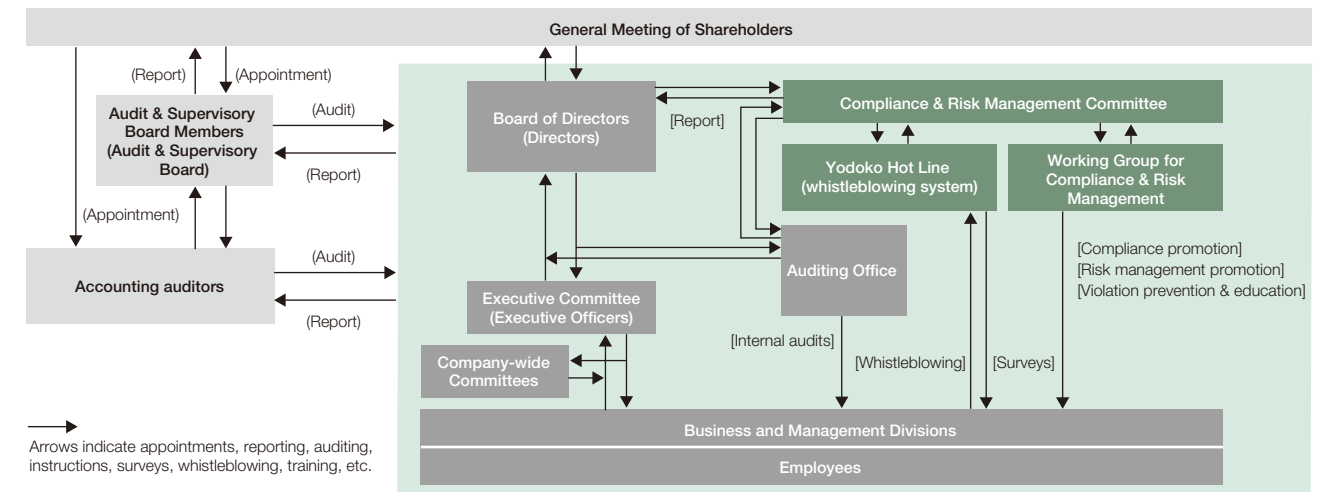 General Meeting of Shareholders
(Report)
(Appointment)
Audit & Supervisory
Board Members
(Audit & Supervisory
Board)
(Audit)
(Report)
(Appointment)
Accounting auditors
(Audit)
(Report)
Board of Directors
(Directors)
[Report]
Compliance & Risk Management Committee
Yodoko Hot Line
(whistleblowing system)
Working Group for
Compliance & Risk
Management
Auditing Office
[Compliance promotion]
[Risk management promotion]
[Violation prevention & education]
Executive Committee
(Executive Officers)
[Internal audits]
[Whistleblowing]
[Surveys]
Company-wide
Committees
Business and Management Divisions
Employees
Arrows indicate appointments, reporting, auditing,
instructions, surveys, whistleblowing, training, etc.